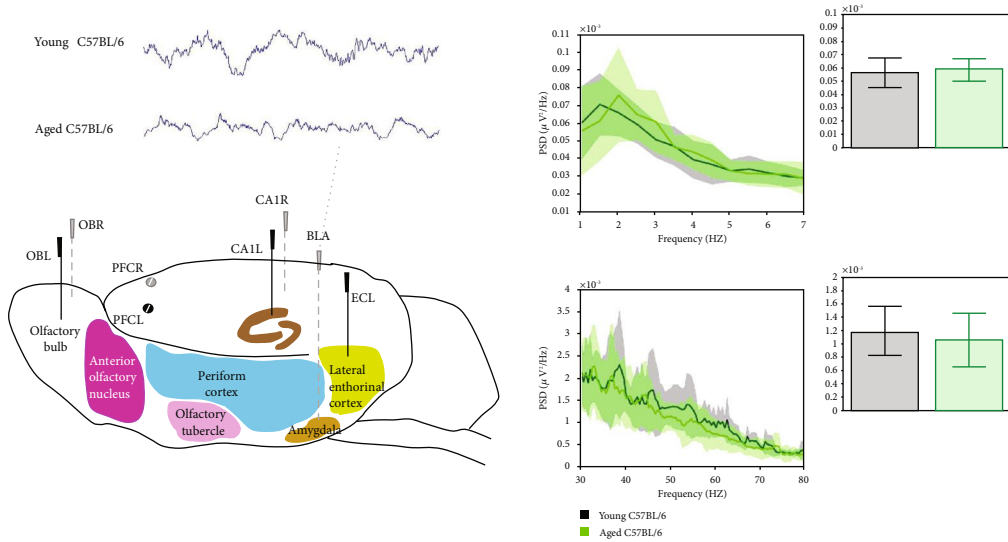 Young C57BL/6
Aged C57BL/6
OBR
OBL
PFCR
PFCL
CA1R
CA1L
BLA
ECL
Olfactory
bulb
Anterior
olfactory
nucleus
Periform
cortex
Olfactory
tubercle
Lateral
enthorinal
cortex
Amygdala
×10⁻³
0.11
0.1
0.09
0.08
0.07
0.06
0.05
0.04
0.03
0.02
0.01
PSD (µ V²/Hz)
1 2 3 4 5 6 7
Frequency (HZ)
×10⁻³
0.1
0.09
0.08
0.07
0.06
0.05
0.04
0.03
0.02
0.01
0
×10⁻³
4
3.5
3
2.5
2
1.5
1
0.5
0
PSD (µ V²/Hz)
30 40 50 60 70 80
Frequency (HZ)
×10⁻³
2
1.8
1.6
1.4
1.2
1
0.8
0.6
0.4
0.2
0
Young C57BL/6
Aged C57BL/6